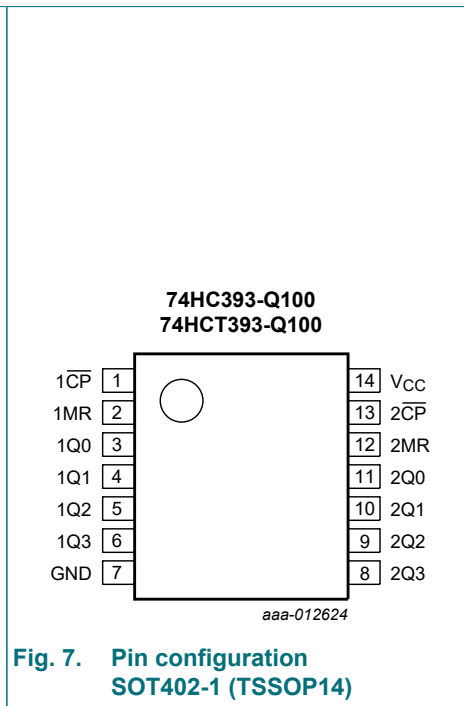 74HC393-Q100
74HCT393-Q100
1C̅P̅ 1 14 VCC
1MR 2 13 2C̅P̅
1Q0 3 12 2MR
1Q1 4 11 2Q0
1Q2 5 10 2Q1
1Q3 6 9 2Q2
GND 7 8 2Q3
aaa-012624
Fig. 7. Pin configuration
SOT402-1 (TSSOP14)